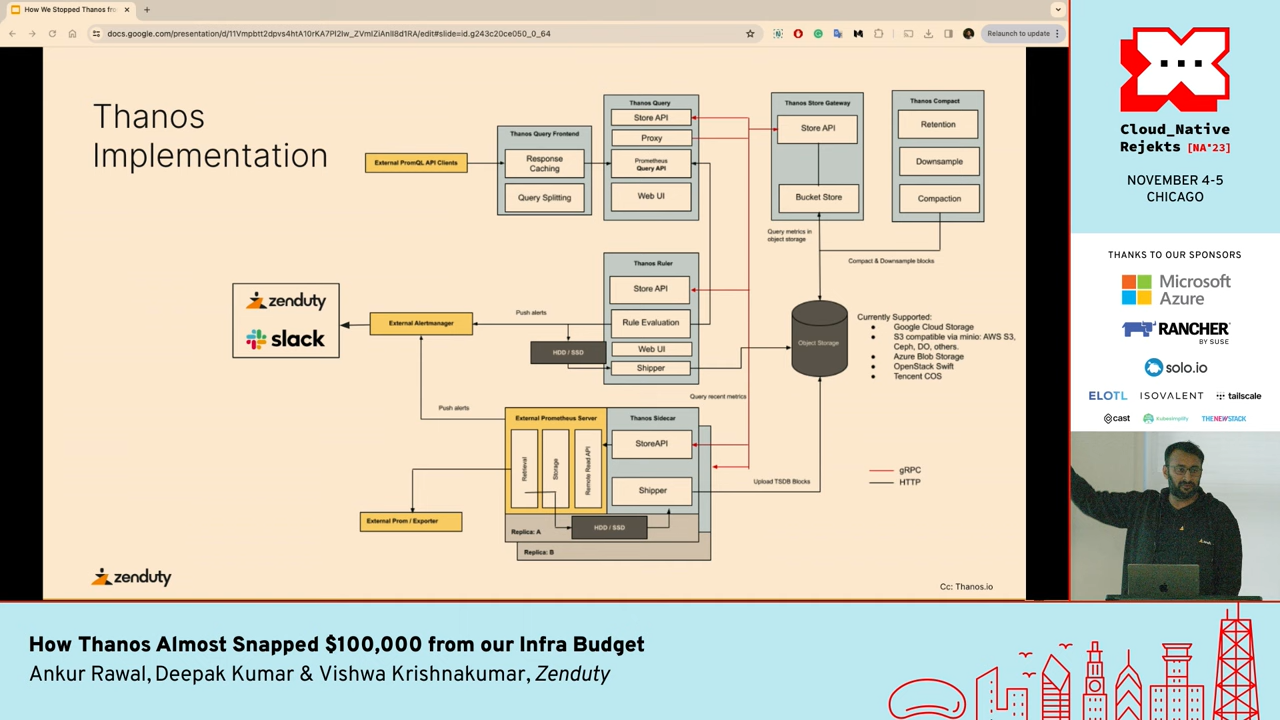 How We Stopped Thanos fro
docs.google.com/presentation/d/11Vmpbtt2dpvs4htA10rKA7Pl2Iw_ZVmIZiAnll8d1RA/edit#slide=id.g243c20ce050_0_64
Relaunch to update
Thanos
Implementation
External PromQL API Clients
Thanos Query Frontend
Response
Caching
Query Splitting
Thanos Query
Store API
Proxy
Prometheus
Query API
Web UI
Thanos Store Gateway
Store API
Bucket Store
Thanos Compact
Retention
Downsample
Compaction
Query metrics in
object storage
Compact & Downsample blocks
zenduty
slack
External Alertmanager
Push alerts
HDD / SSD
Thanos Ruler
Store API
Rule Evaluation
Web UI
Shipper
Object Storage
Currently Supported:
Google Cloud Storage
S3 compatible via minio: AWS S3,
Ceph, DO, others.
Azure Blob Storage
OpenStack Swift
Tencent COS
Query recent metrics
Push alerts
External Prometheus Server
Retrieval
Storage
Remote Read API
Thanos Sidecar
StoreAPI
Shipper
HDD / SSD
Replica: A
Replica: B
Upload TSDB Blocks
External Prom / Exporter
gRPC
HTTP
zenduty
Cc: Thanos.io
Cloud_Native
Rejekts [NA'23]
NOVEMBER 4-5
CHICAGO
THANKS TO OUR SPONSORS
Microsoft
Azure
RANCHER
BY SUSE
solo.io
ELOTL
ISOVALENT
tailscale
cast
Kubesimplify
THENEWSTACK
How Thanos Almost Snapped $100,000 from our Infra Budget
Ankur Rawal, Deepak Kumar & Vishwa Krishnakumar, Zenduty